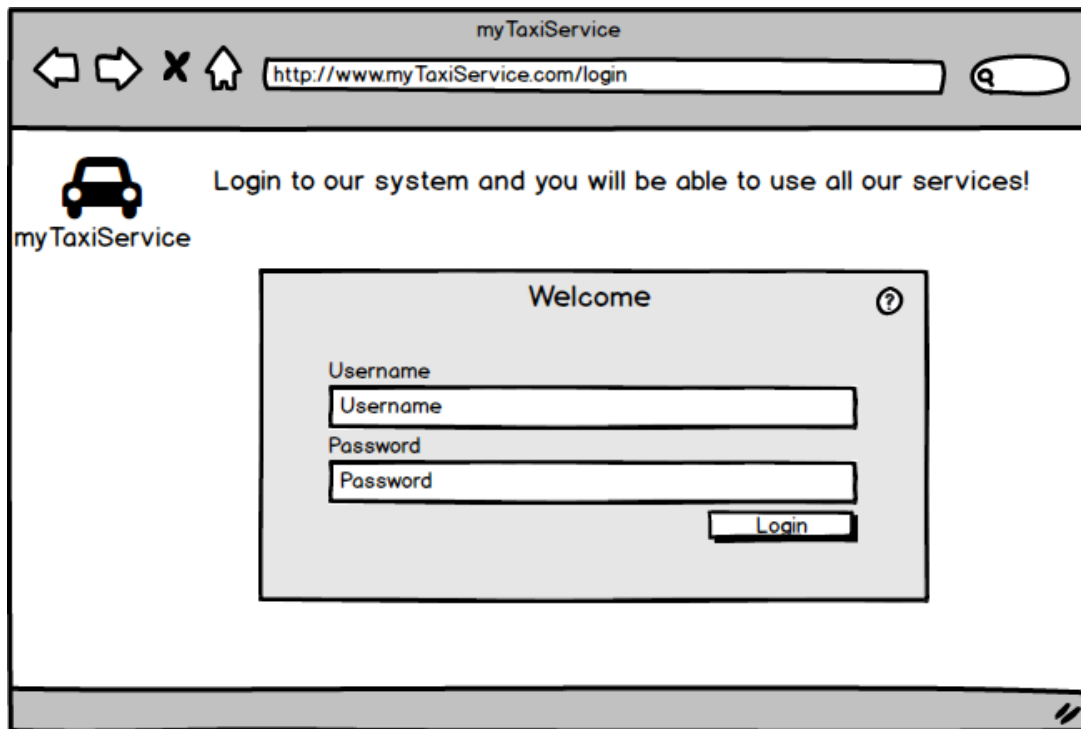 myTaxiService
http://www.myTaxiService.com/login
Login to our system and you will be able to use all our services!
myTaxiService
Welcome
?
Username
Username
Password
Password
Login